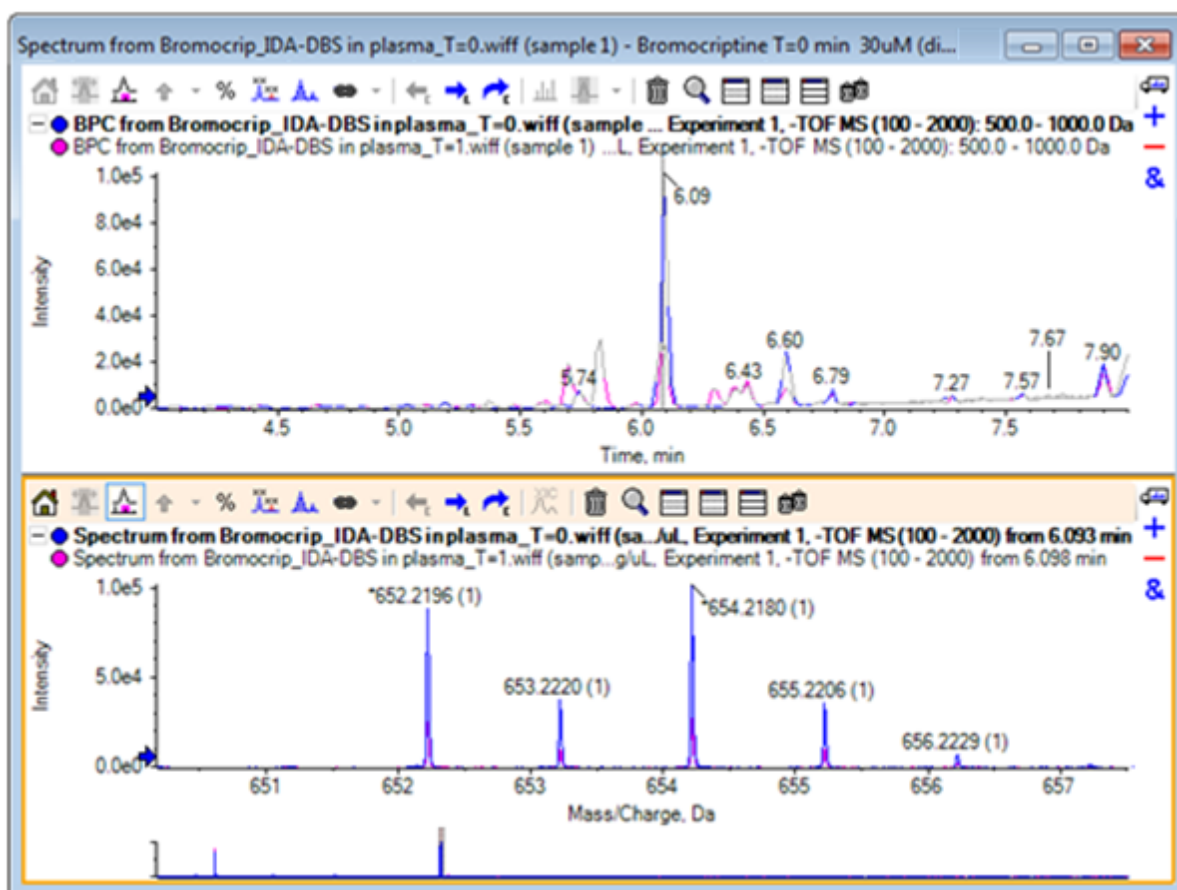 Spectrum from Bromocrip_IDA-DBS in plasma_T=0.wiff (sample 1) - Bromocriptine T=0 min 30uM (di...
%
BPC from Bromocrip_IDA-DBS in plasma_T=0.wiff (sample ... Experiment 1, -TOF MS (100 - 2000): 500.0 - 1000.0 Da
BPC from Bromocrip_IDA-DBS in plasma_T=1.wiff (sample 1) ...L, Experiment 1, -TOF MS (100 - 2000): 500.0 - 1000.0 Da
+
−
&
Intensity
1.0e5
8.0e4
6.0e4
4.0e4
2.0e4
0.0e0
5.74
6.09
6.43
6.60
6.79
7.27
7.57
7.67
7.90
4.5 5.0 5.5 6.0 6.5 7.0 7.5
Time, min
%
Spectrum from Bromocrip_IDA-DBS in plasma_T=0.wiff (sa.../uL, Experiment 1, -TOF MS (100 - 2000) from 6.093 min
Spectrum from Bromocrip_IDA-DBS in plasma_T=1.wiff (samp...g/uL, Experiment 1, -TOF MS (100 - 2000) from 6.098 min
+
−
&
Intensity
1.0e5
5.0e4
0.0e0
*652.2196 (1)
653.2220 (1)
*654.2180 (1)
655.2206 (1)
656.2229 (1)
651 652 653 654 655 656 657
Mass/Charge, Da